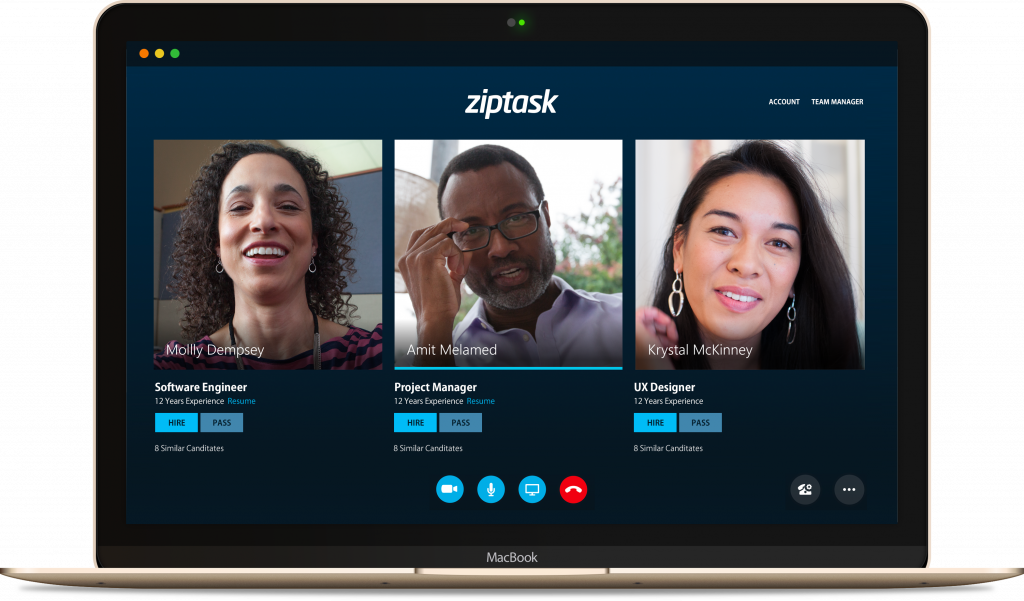 ziptask
ACCOUNT TEAM MANAGER
Mollly Dempsey
Amit Melamed
Krystal McKinney
Software Engineer
12 Years Experience Resume
HIRE PASS
8 Similar Canditates
Project Manager
12 Years Experience Resume
HIRE PASS
8 Similar Canditates
UX Designer
12 Years Experience
HIRE PASS
8 Similar Canditates
MacBook